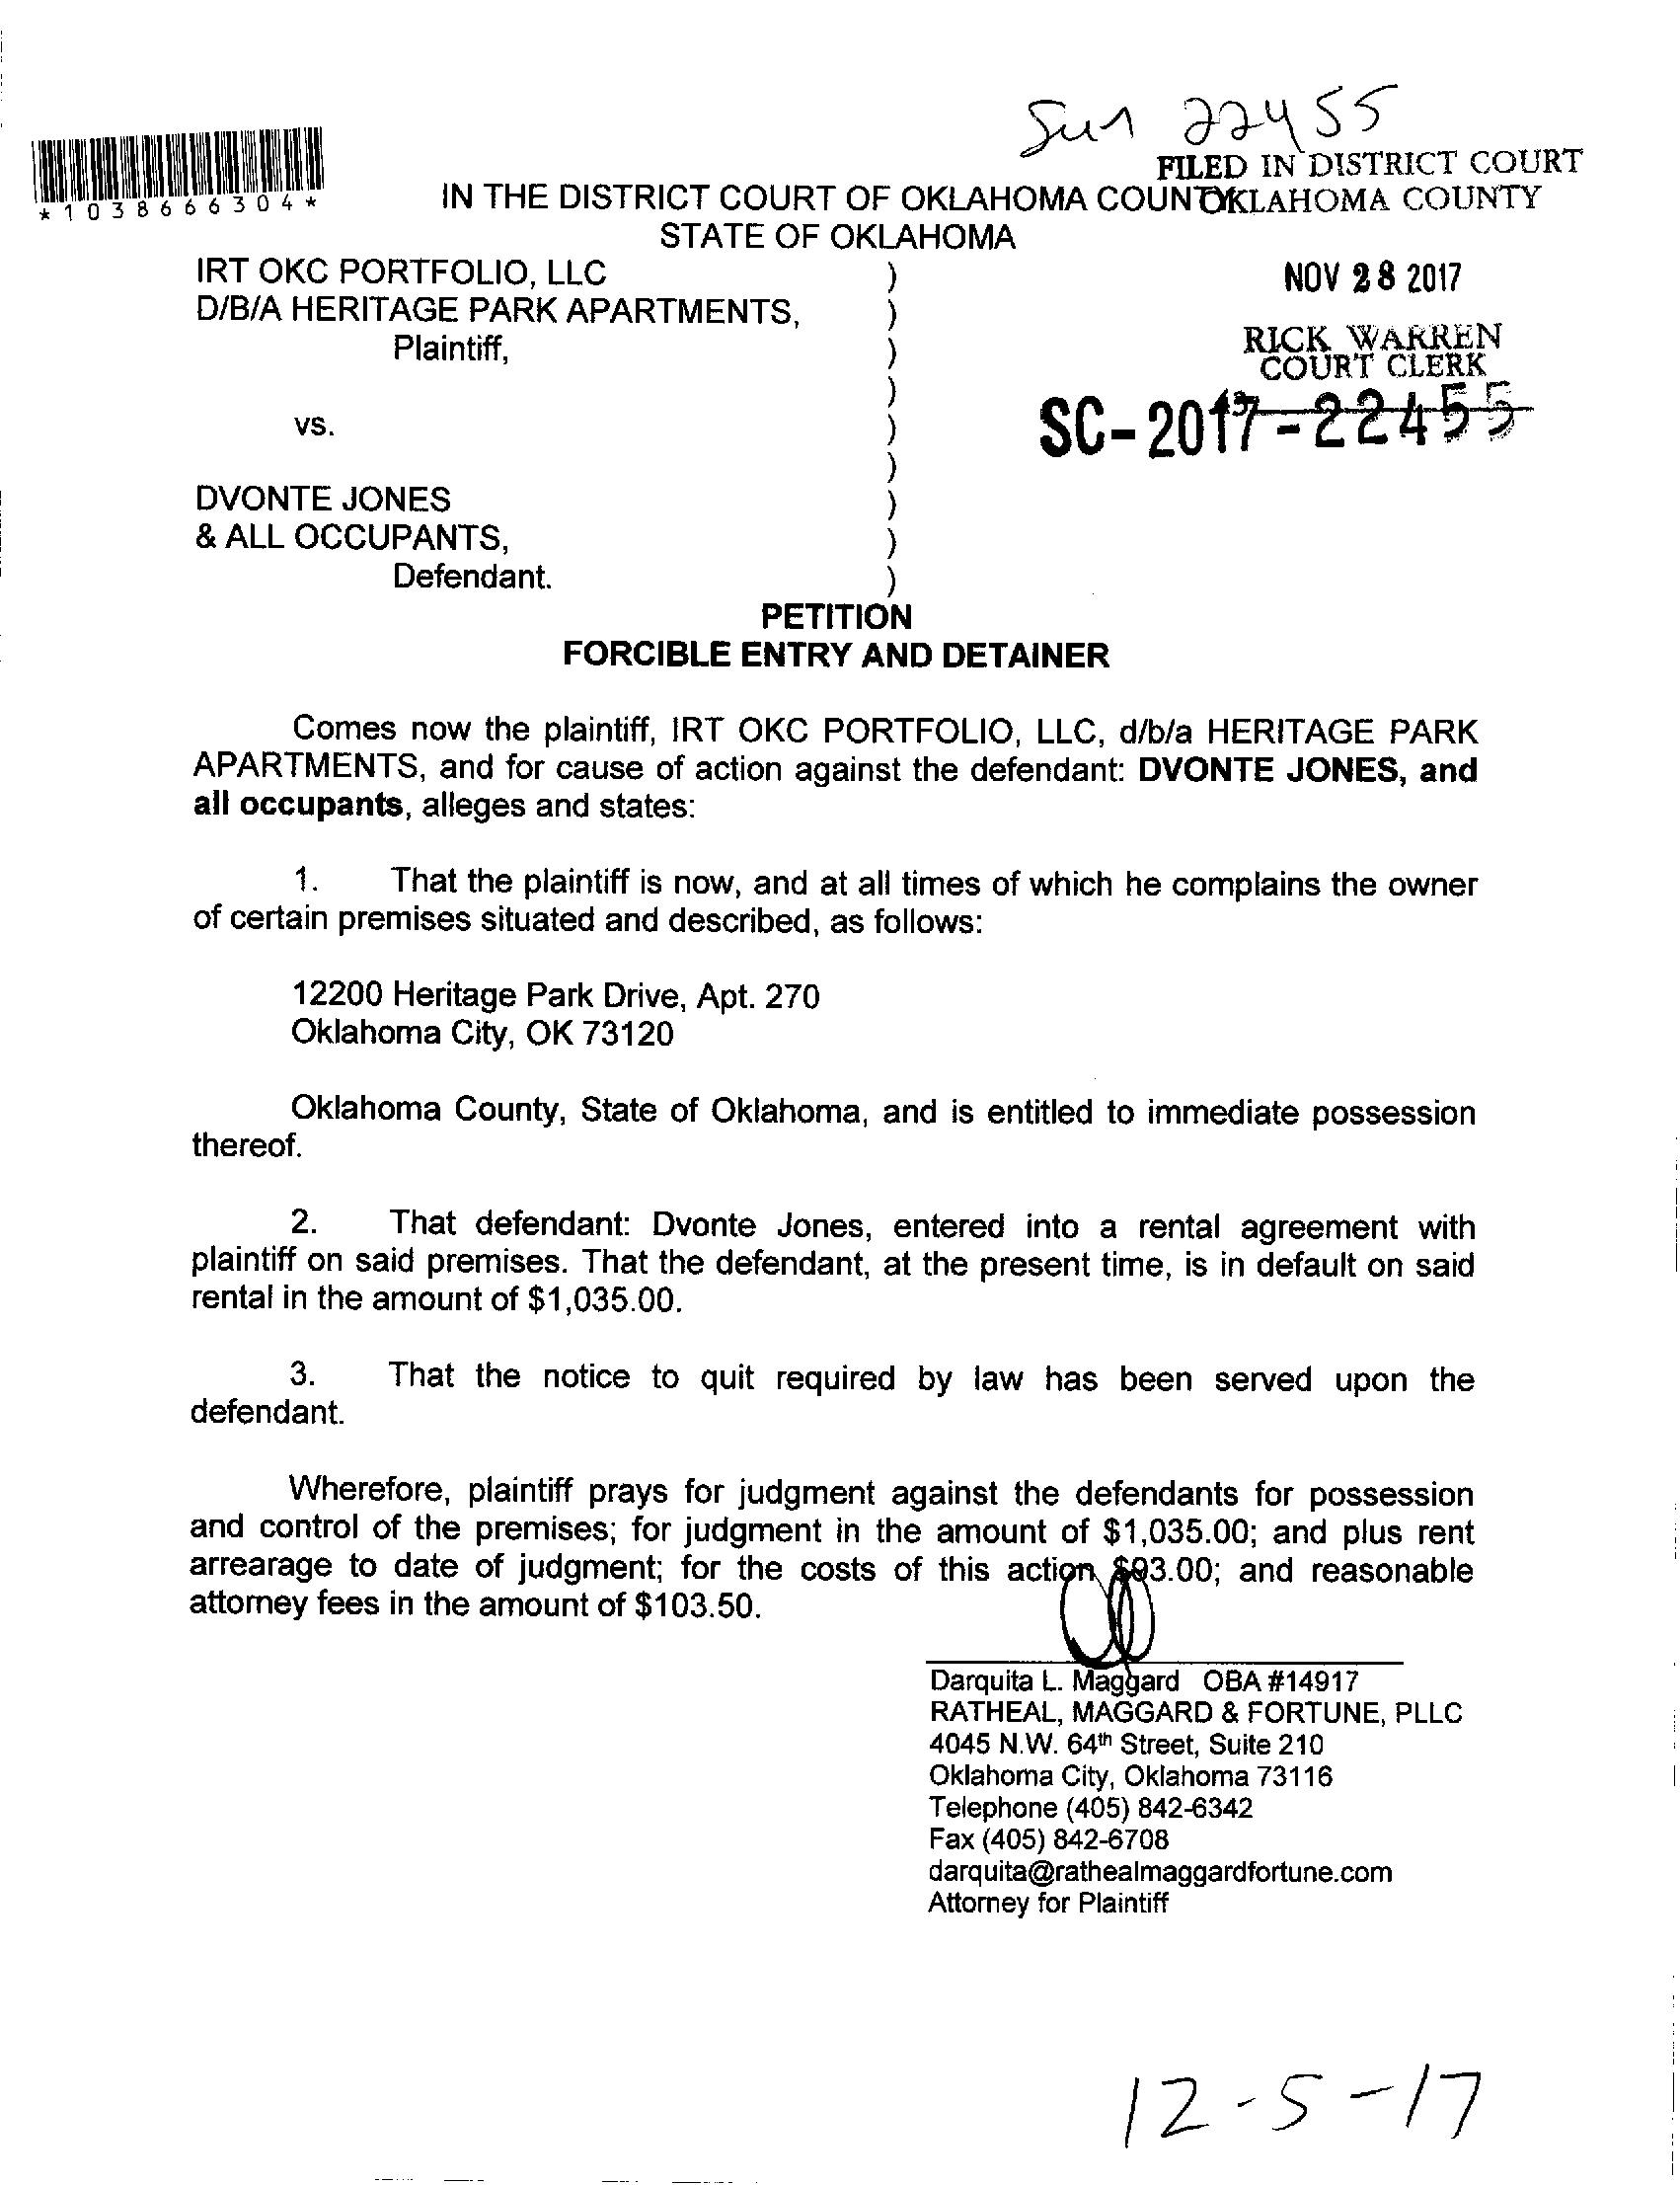 Sun 22455
FILED IN DISTRICT COURT
OKLAHOMA COUNTY
*1038666304*
IN THE DISTRICT COURT OF OKLAHOMA COUNTY
STATE OF OKLAHOMA
NOV 28 2017
RICK WARREN
COURT CLERK
SC-2017-22455
IRT OKC PORTFOLIO, LLC )
D/B/A HERITAGE PARK APARTMENTS, )
Plaintiff, )
)
vs. )
)
DVONTE JONES )
& ALL OCCUPANTS, )
Defendant. )
PETITION
FORCIBLE ENTRY AND DETAINER
Comes now the plaintiff, IRT OKC PORTFOLIO, LLC, d/b/a HERITAGE PARK
APARTMENTS, and for cause of action against the defendant: DVONTE JONES, and
all occupants, alleges and states:
1. That the plaintiff is now, and at all times of which he complains the owner
of certain premises situated and described, as follows:
12200 Heritage Park Drive, Apt. 270
Oklahoma City, OK 73120
Oklahoma County, State of Oklahoma, and is entitled to immediate possession
thereof.
2. That defendant: Dvonte Jones, entered into a rental agreement with
plaintiff on said premises. That the defendant, at the present time, is in default on said
rental in the amount of $1,035.00.
3. That the notice to quit required by law has been served upon the
defendant.
Wherefore, plaintiff prays for judgment against the defendants for possession
and control of the premises; for judgment in the amount of $1,035.00; and plus rent
arrearage to date of judgment; for the costs of this action $93.00; and reasonable
attorney fees in the amount of $103.50.
Darquita L. Maggard OBA #14917
RATHEAL, MAGGARD & FORTUNE, PLLC
4045 N.W. 64th Street, Suite 210
Oklahoma City, Oklahoma 73116
Telephone (405) 842-6342
Fax (405) 842-6708
darquita@rathealmaggardfortune.com
Attorney for Plaintiff
12-5-17